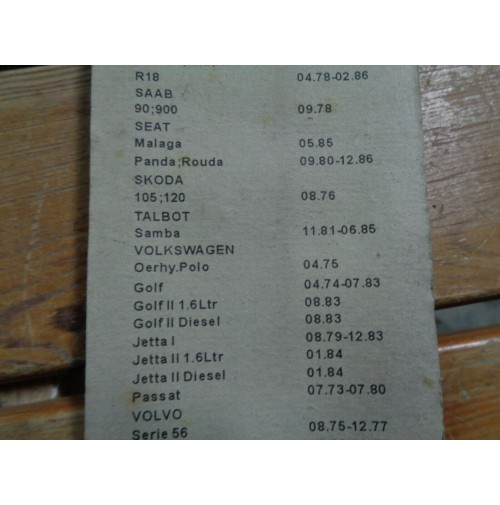 R18 04.78-02.86
SAAB
90;900 09.78
SEAT
Malaga 05.85
Panda;Rouda 09.80-12.86
SKODA
105;120 08.76
TALBOT
Samba 11.81-06.85
VOLKSWAGEN
Oerhy.Polo 04.75
Golf 04.74-07.83
Golf II 1.6Ltr 08.83
Golf II Diesel 08.83
Jetta I 08.79-12.83
Jetta II 1.6Ltr 01.84
Jetta II Diesel 01.84
Passat 07.73-07.80
VOLVO
Serie 56 08.75-12.77